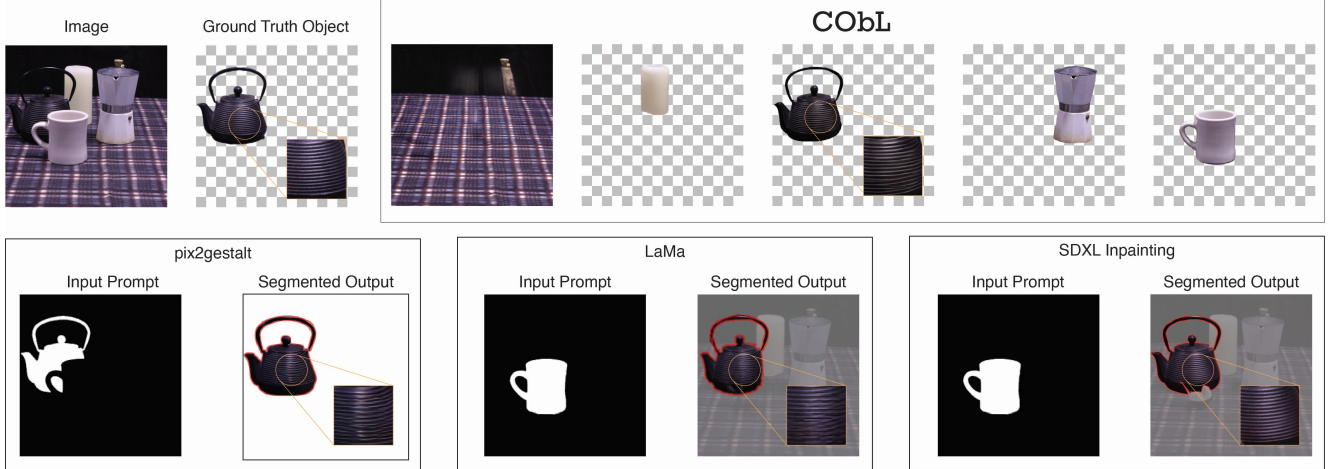 Image
Ground Truth Object
CObL
pix2gestalt
Input Prompt
Segmented Output
LaMa
Input Prompt
Segmented Output
SDXL Inpainting
Input Prompt
Segmented Output